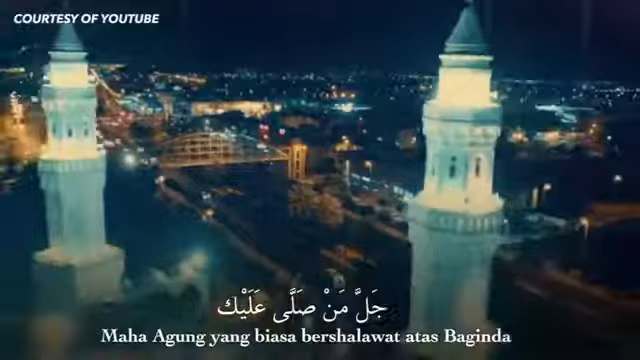 COURTESY OF YOUTUBE
جَلَّ مَنْ صَلَّى عَلَيْك
Maha Agung yang biasa bershalawat atas Baginda